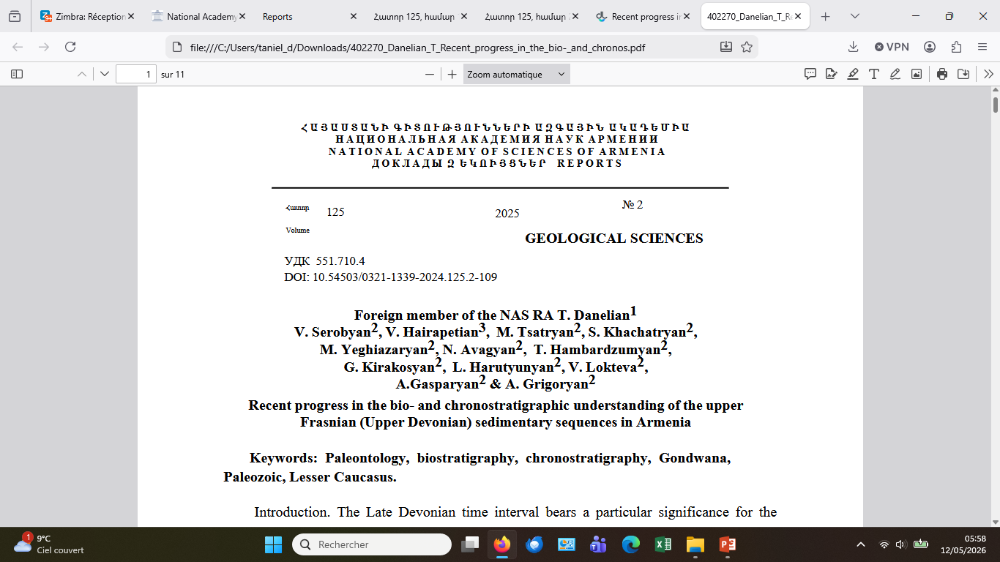 Zimbra: Réception
National Academy
Reports
Հատոր 125, համար
Հատոր 125, համար
Recent progress in
402270_Danelian_T_Re
file:///C:/Users/taniel_d/Downloads/402270_Danelian_T_Recent_progress_in_the_bio-_and_chronos.pdf
VPN
1 sur 11
Zoom automatique
ՀԱՅԱՍՏԱՆԻ ԳԻՏՈՒԹՅՈՒՆՆԵՐԻ ԱԶԳԱՅԻՆ ԱԿԱԴԵՄԻԱ
НАЦИОНАЛЬНАЯ АКАДЕМИЯ НАУК АРМЕНИИ
NATIONAL ACADEMY OF SCIENCES OF ARMENIA
ДОКЛАДЫ ԶԵԿՈՒՅՑՆԵՐ REPORTS
Հատոր 125 2025 № 2
Volume
GEOLOGICAL SCIENCES
УДК 551.710.4
DOI: 10.54503/0321-1339-2024.125.2-109
Foreign member of the NAS RA T. Danelian1
V. Serobyan2, V. Hairapetian3, M. Tsatryan2, S. Khachatryan2,
M. Yeghiazaryan2, N. Avagyan2, T. Hambardzumyan2,
G. Kirakosyan2, L. Harutyunyan2, V. Lokteva2,
A.Gasparyan2 & A. Grigoryan2
Recent progress in the bio- and chronostratigraphic understanding of the upper
Frasnian (Upper Devonian) sedimentary sequences in Armenia
Keywords: Paleontology, biostratigraphy, chronostratigraphy, Gondwana,
Paleozoic, Lesser Caucasus.
Introduction. The Late Devonian time interval bears a particular significance for the
1
9°C
Ciel couvert
Rechercher
05:58
12/05/2026